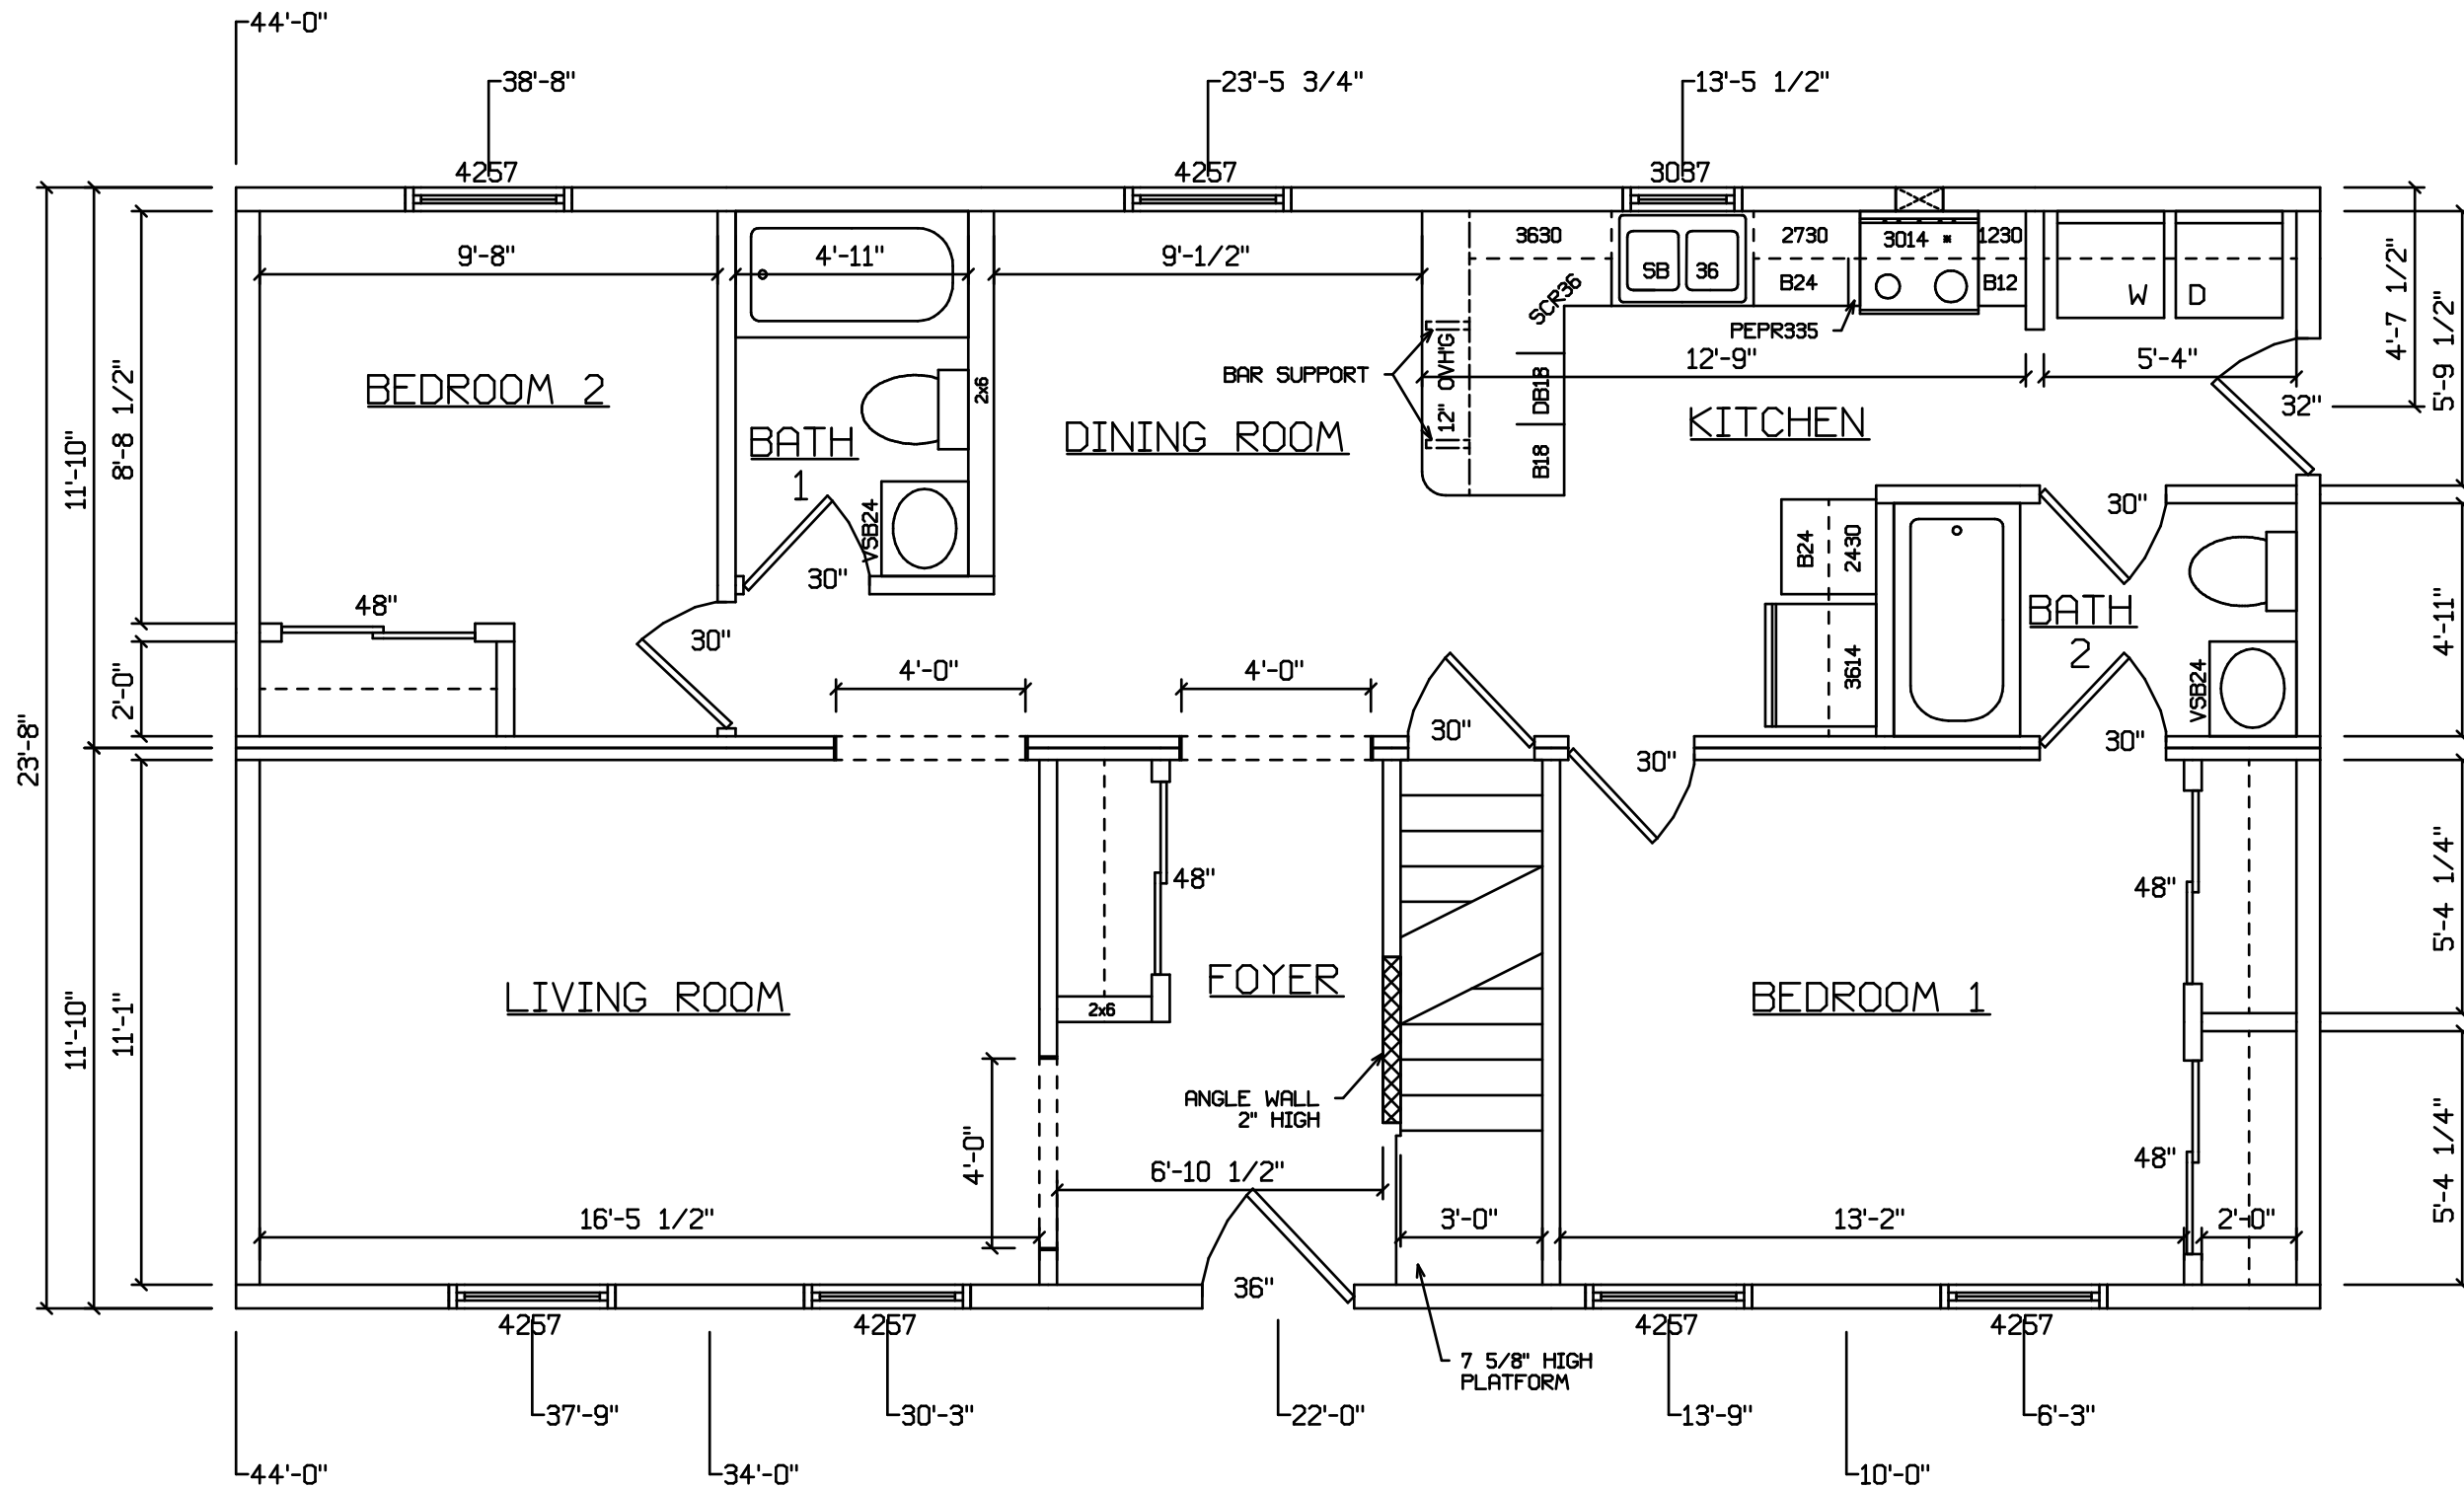 44'-0"
38'-8"
23'-5 3/4"
13'-5 1/2"
4257
4257
3037
9'-8"
4'-11"
9'-1/2"
3630
SB 36
2730
3014 *
1230
B24
B12
W D
SCR36
PEPR335
12'-9"
5'-4"
4'-7 1/2"
5'-9 1/2"
32"
BAR SUPPORT
12" OVH'G
DB18
B18
BEDROOM 2
BATH
1
2x6
DINING ROOM
KITCHEN
8'-8 1/2"
11'-10"
VSB24
30"
30"
B24
2430
4'-11"
48"
30"
BATH
2
3614
VSB24
2'-0"
23'-8"
4'-0"
4'-0"
30"
30"
30"
48"
48"
5'-4 1/4"
LIVING ROOM
FOYER
BEDROOM 1
2x6
11'-10"
11'-1"
ANGLE WALL
2" HIGH
4'-0"
6'-10 1/2"
48"
5'-4 1/4"
16'-5 1/2"
3'-0"
13'-2"
2'-0"
36"
4257
4257
4257
4257
7 5/8" HIGH
PLATFORM
37'-9"
30'-3"
22'-0"
13'-9"
6'-3"
44'-0"
34'-0"
10'-0"